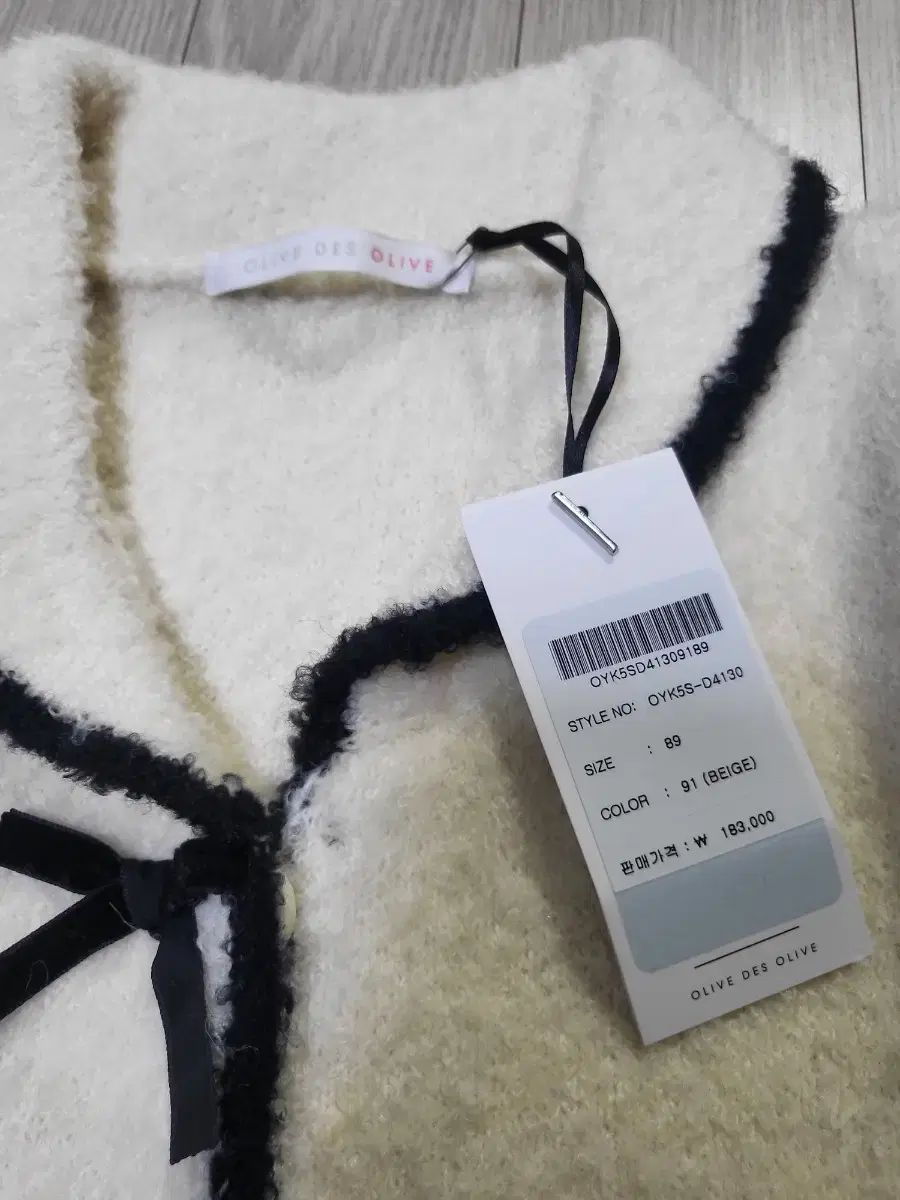 OLIVE DES OLIVE
OYK5SD41309189
STYLE NO: OYK5S-D4130
SIZE : 89
COLOR : 91 (BEIGE)
판매가격 : ₩ 183,000
OLIVE DES OLIVE